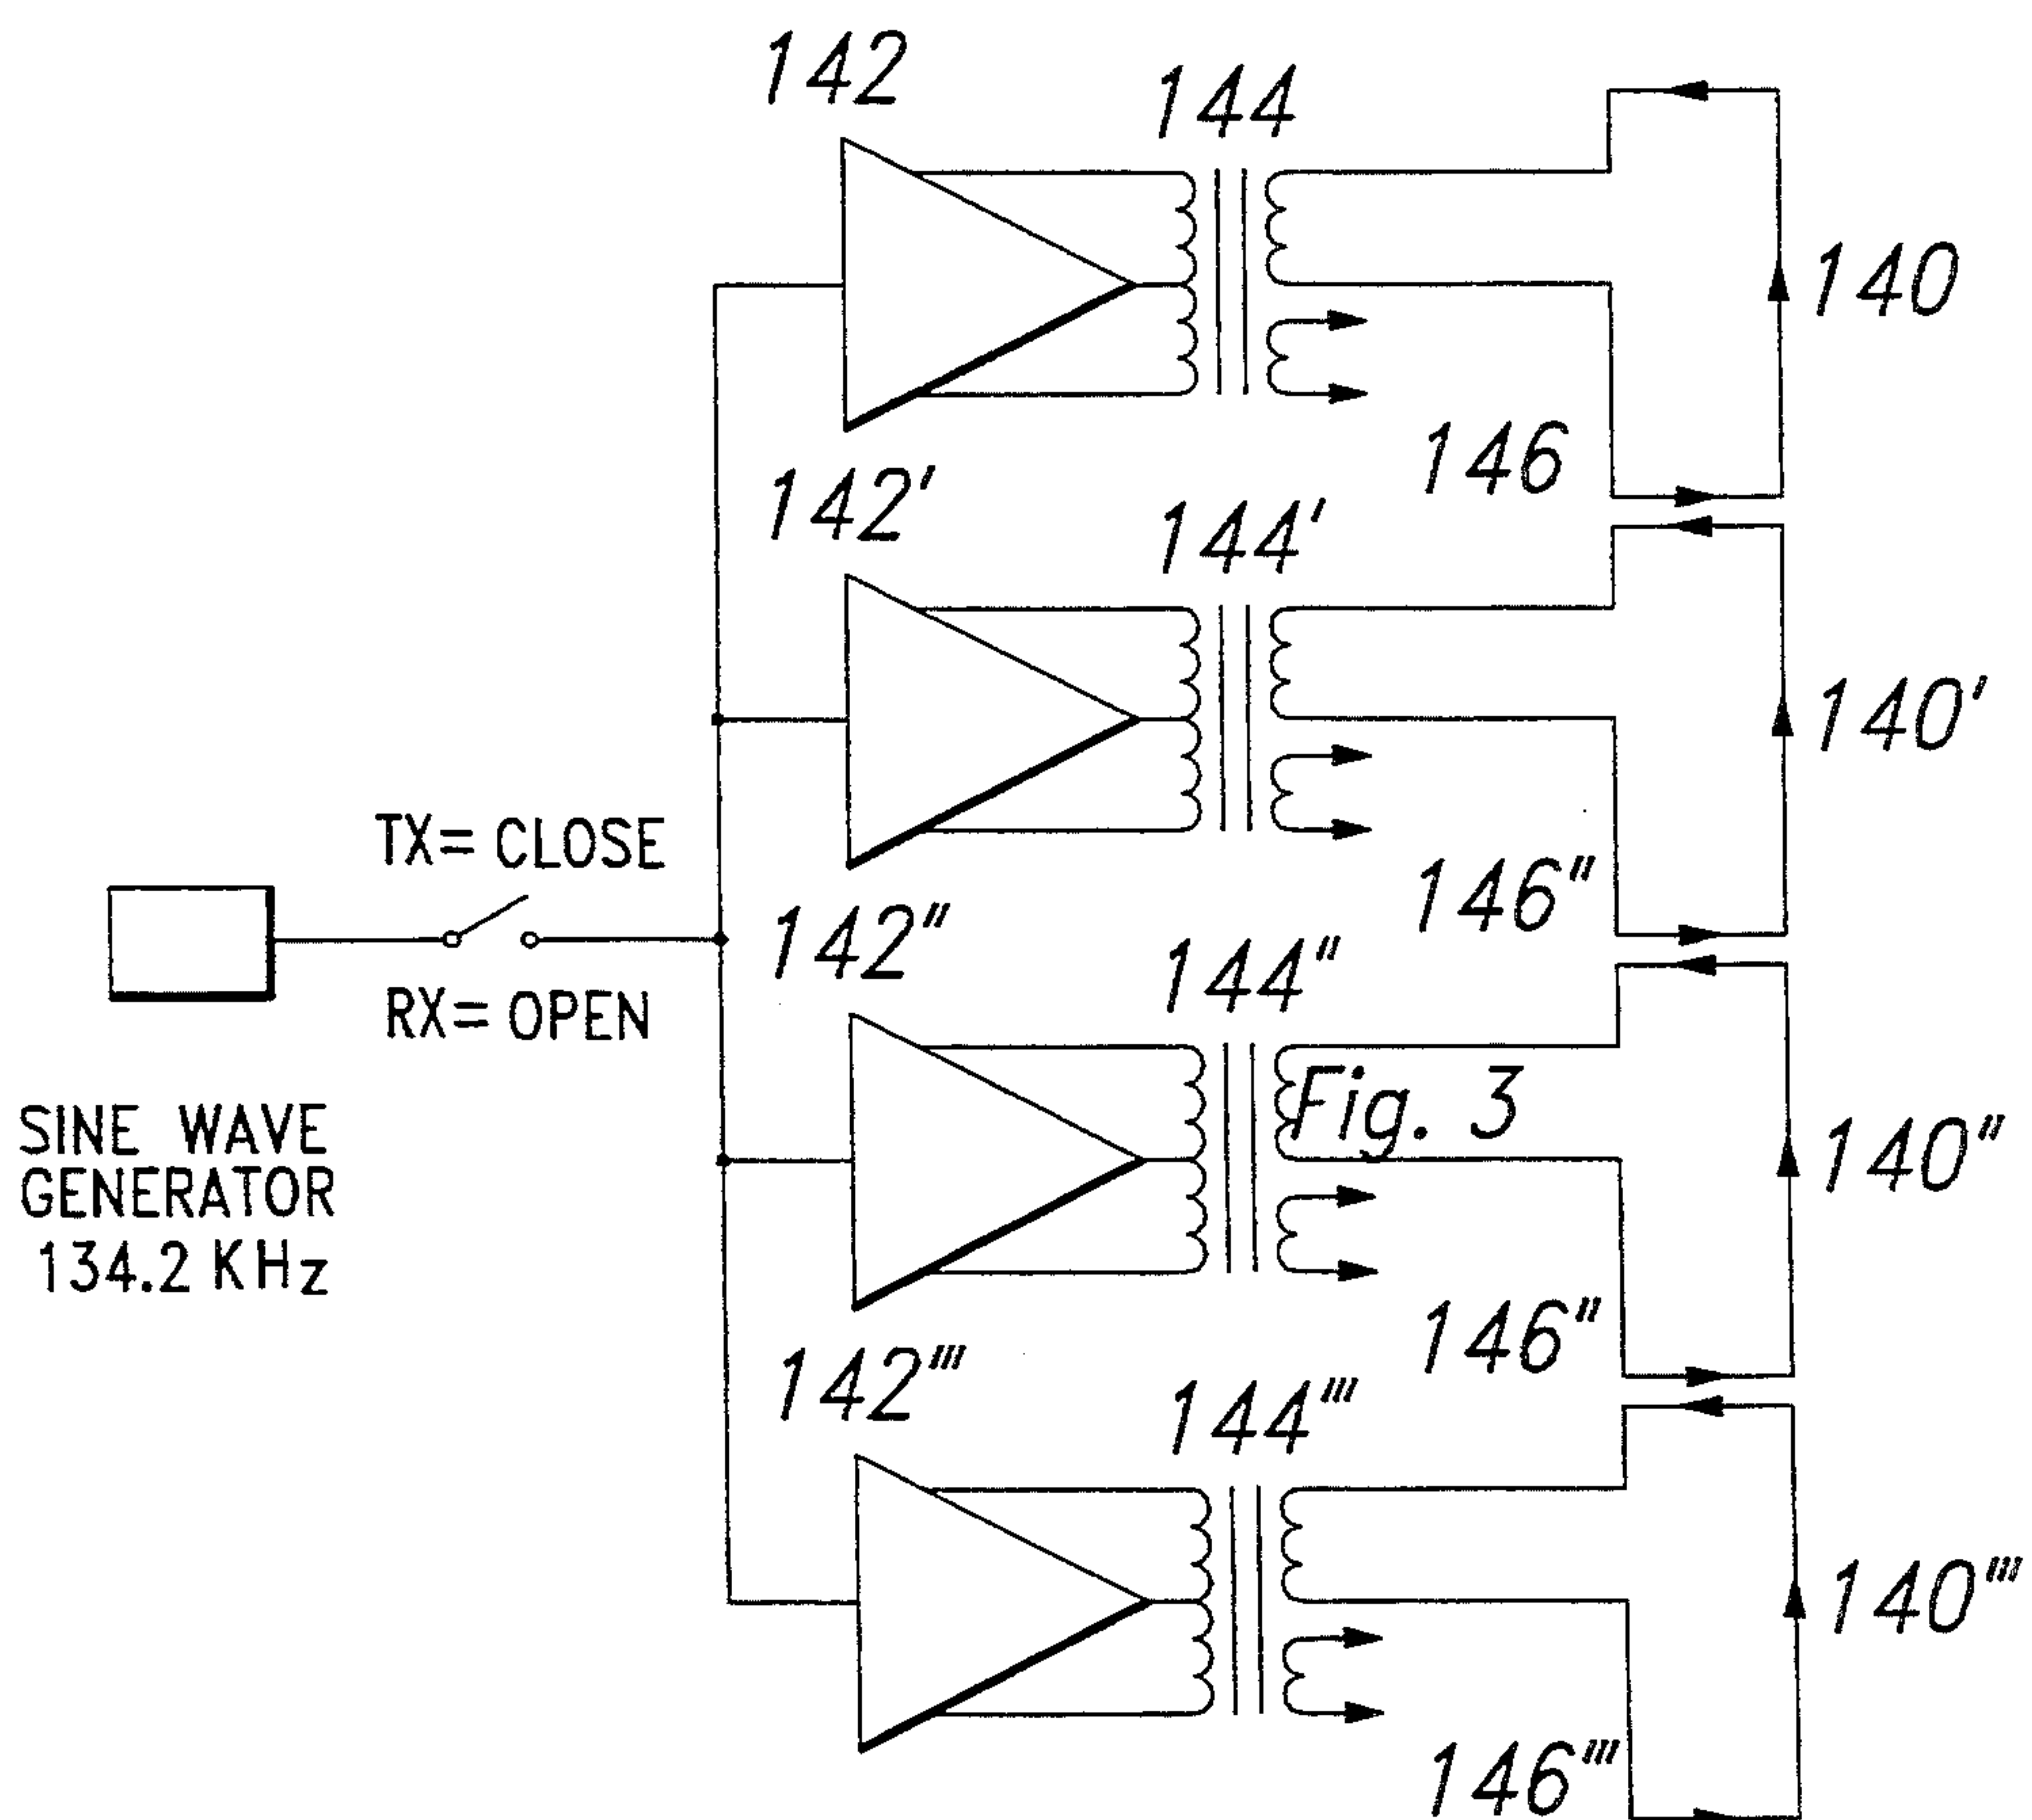 142
144
140
146
142'
144'
140'
146"
TX= CLOSE
RX= OPEN
SINE WAVE
GENERATOR
134.2 KHz
142"
144"
Fig. 3
140"
146"
142'''
144'''
140'''
146'''